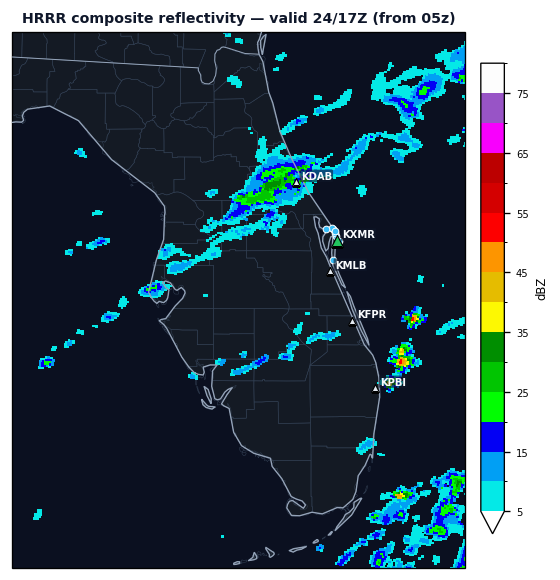 HRRR composite reflectivity — valid 24/17Z (from 05z)
KDAB
KXMR
KMLB
KFPR
KPBI
75
65
55
45
35
25
15
5
dBZ